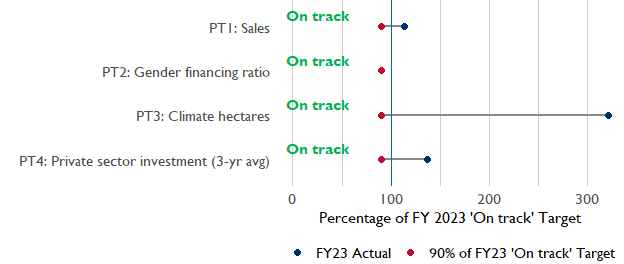 On track
PT1: Sales
On track
PT2: Gender financing ratio
On track
PT3: Climate hectares
On track
PT4: Private sector investment (3-yr avg)
0 100 200 300
Percentage of FY 2023 'On track' Target
FY23 Actual 90% of FY23 'On track' Target